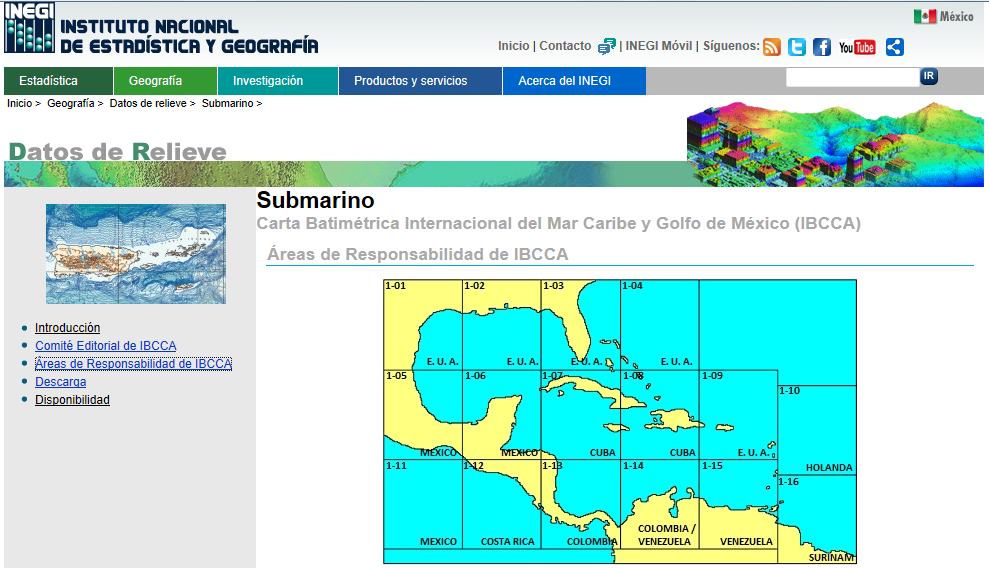 INEGI
INSTITUTO NACIONAL
DE ESTADÍSTICA Y GEOGRAFÍA
México
Inicio | Contacto | INEGI Móvil | Síguenos: You Tube
Estadística Geografía Investigación Productos y servicios Acerca del INEGI IR
Inicio > Geografía > Datos de relieve > Submarino >
Datos de Relieve
Submarino
Carta Batimétrica Internacional del Mar Caribe y Golfo de México (IBCCA)
Áreas de Responsabilidad de IBCCA
Introducción
Comité Editorial de IBCCA
Áreas de Responsabilidad de IBCCA
Descarga
Disponibilidad
1-01 1-02 1-03 1-04
E. U. A. E. U. A. E. U. A. E. U. A.
1-05 1-06 1-07 1-08 1-09
1-10
MEXICO MEXICO CUBA CUBA E. U. A.
HOLANDA
1-11 1-12 1-13 1-14 1-15
1-16
COLOMBIA /
MEXICO COSTA RICA COLOMBIA VENEZUELA VENEZUELA
SURINAM